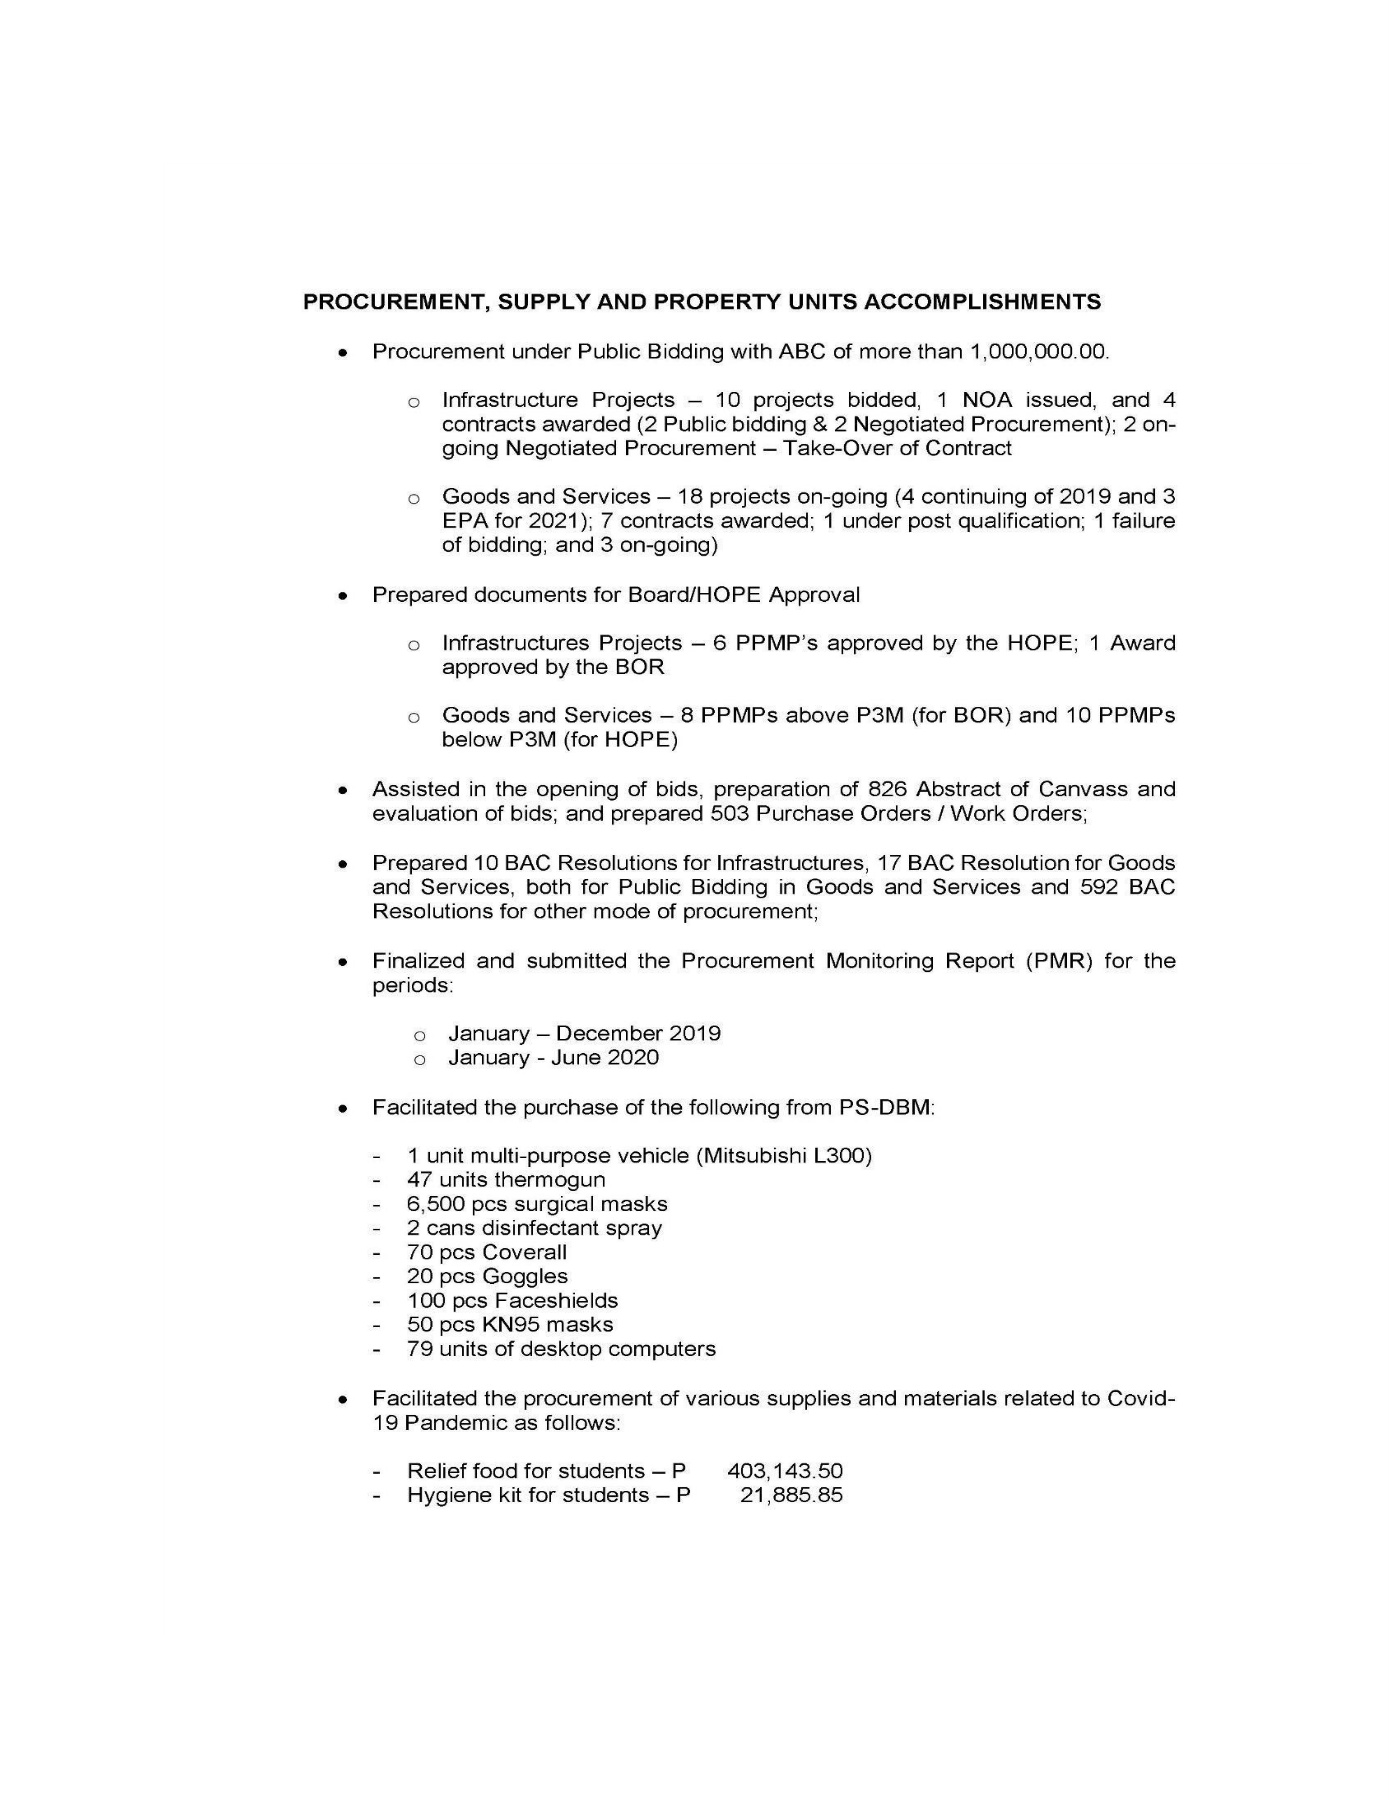 PROCUREMENT, SUPPLY AND PROPERTY UNITS ACCOMPLISHMENTS
• Procurement under Public Bidding with ABC of more than 1,000,000.00.
o Infrastructure Projects – 10 projects bidded, 1 NOA issued, and 4
contracts awarded (2 Public bidding & 2 Negotiated Procurement); 2 on-
going Negotiated Procurement – Take-Over of Contract
o Goods and Services – 18 projects on-going (4 continuing of 2019 and 3
EPA for 2021); 7 contracts awarded; 1 under post qualification; 1 failure
of bidding; and 3 on-going)
• Prepared documents for Board/HOPE Approval
o Infrastructures Projects – 6 PPMP's approved by the HOPE; 1 Award
approved by the BOR
o Goods and Services – 8 PPMPs above P3M (for BOR) and 10 PPMPs
below P3M (for HOPE)
• Assisted in the opening of bids, preparation of 826 Abstract of Canvass and
evaluation of bids; and prepared 503 Purchase Orders / Work Orders;
• Prepared 10 BAC Resolutions for Infrastructures, 17 BAC Resolution for Goods
and Services, both for Public Bidding in Goods and Services and 592 BAC
Resolutions for other mode of procurement;
• Finalized and submitted the Procurement Monitoring Report (PMR) for the
periods:
o January – December 2019
o January - June 2020
• Facilitated the purchase of the following from PS-DBM:
- 1 unit multi-purpose vehicle (Mitsubishi L300)
- 47 units thermogun
- 6,500 pcs surgical masks
- 2 cans disinfectant spray
- 70 pcs Coverall
- 20 pcs Goggles
- 100 pcs Faceshields
- 50 pcs KN95 masks
- 79 units of desktop computers
• Facilitated the procurement of various supplies and materials related to Covid-
19 Pandemic as follows:
- Relief food for students – P 403,143.50
- Hygiene kit for students – P 21,885.85